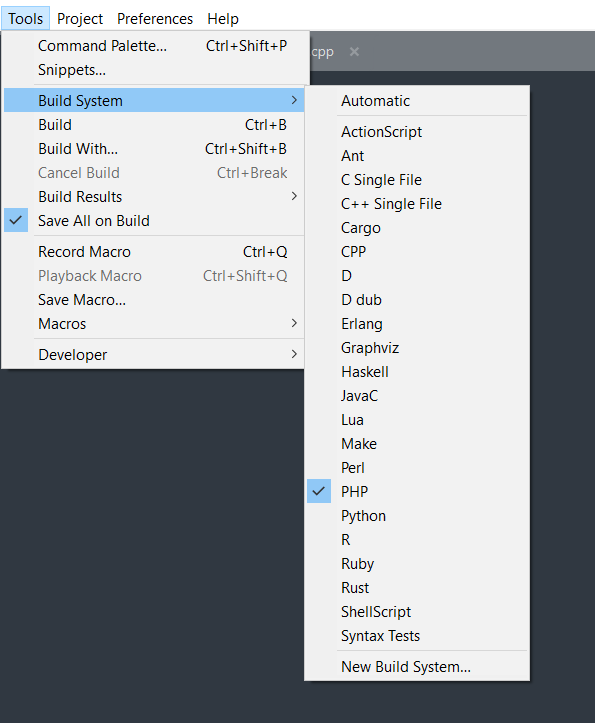 Tools Project Preferences Help
Command Palette... Ctrl+Shift+P
cpp ×
Snippets...
Build System
Build Ctrl+B
Build With... Ctrl+Shift+B
Cancel Build Ctrl+Break
Build Results
Save All on Build
Record Macro Ctrl+Q
Playback Macro Ctrl+Shift+Q
Save Macro...
Macros
Developer
Automatic
ActionScript
Ant
C Single File
C++ Single File
Cargo
CPP
D
D dub
Erlang
Graphviz
Haskell
JavaC
Lua
Make
Perl
PHP
Python
R
Ruby
Rust
ShellScript
Syntax Tests
New Build System...